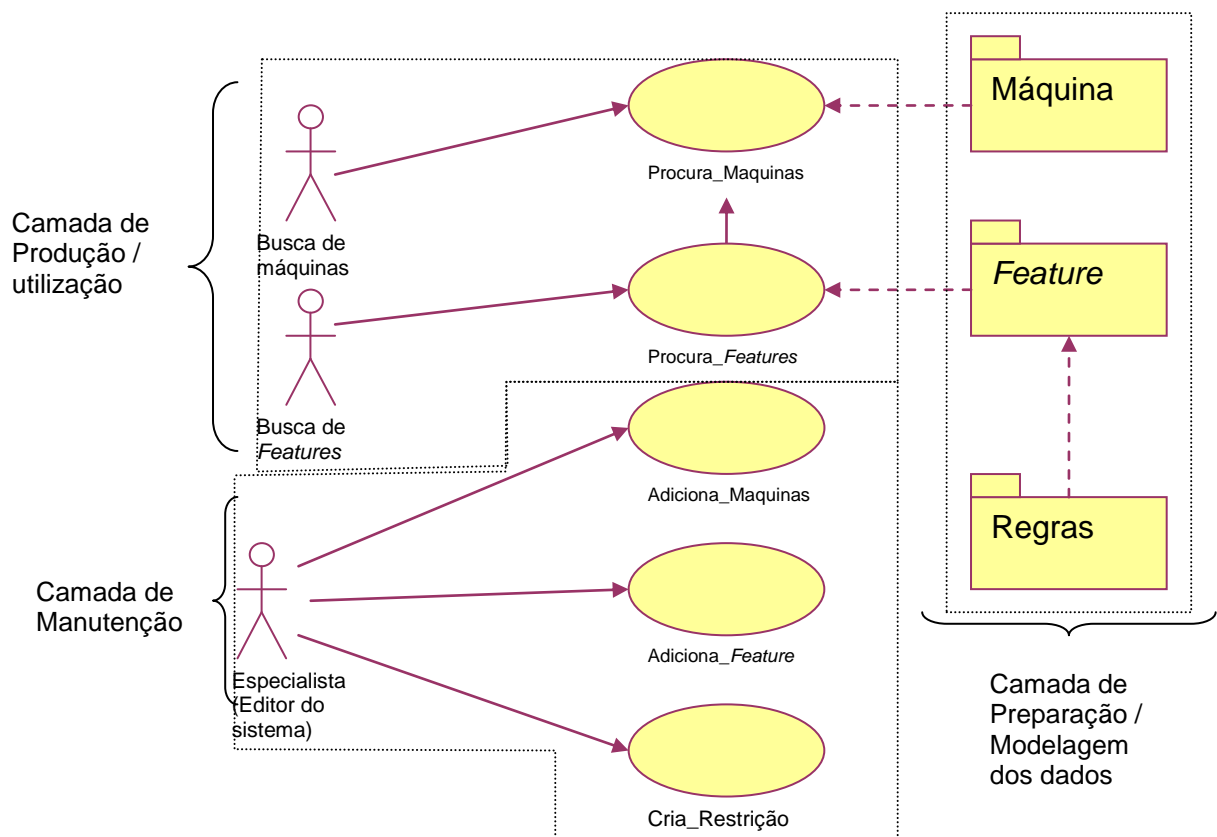 Máquina
Procura_Maquinas
Camada de
Produção /
utilização
Busca de
máquinas
Feature
Procura_Features
Busca de
Features
Adiciona_Maquinas
Regras
Camada de
Manutenção
Especialista
(Editor do
sistema)
Adiciona_Feature
Camada de
Preparação /
Modelagem
dos dados
Cria_Restrição